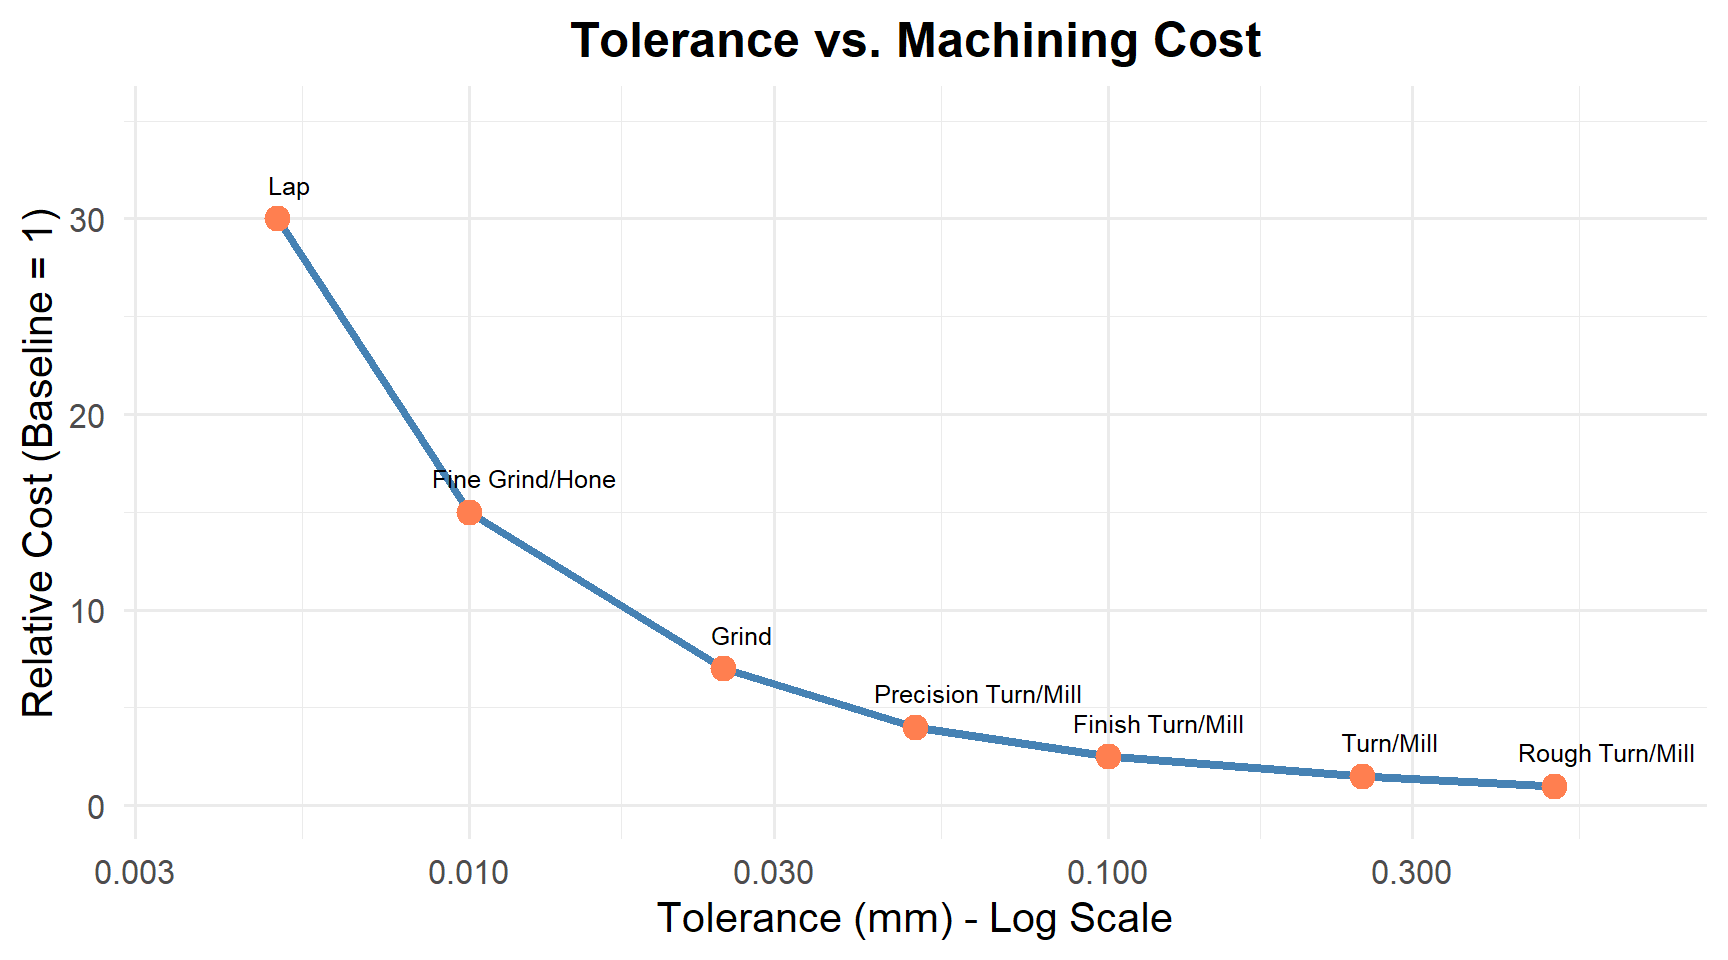 Tolerance vs. Machining Cost
Relative Cost (Baseline = 1)
30
20
10
0
Lap
Fine Grind/Hone
Grind
Precision Turn/Mill
Finish Turn/Mill
Turn/Mill
Rough Turn/Mill
0.003 0.010 0.030 0.100 0.300
Tolerance (mm) - Log Scale